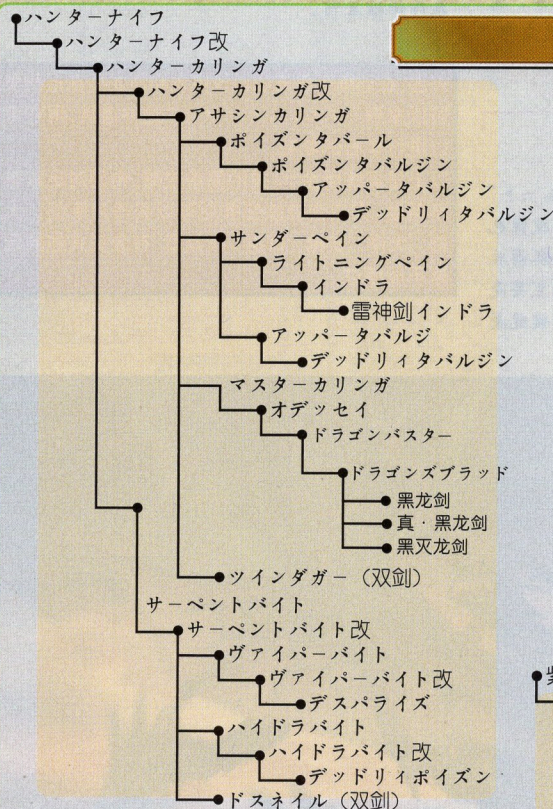 ハンターナイフ
ハンターナイフ改
ハンターカリンガ
ハンターカリンガ改
アサシンカリンガ
ポイズンタバール
ポイズンタバルジン
アッパータバルジン
デッドリィタバルジン
サンダーペイン
ライトニングペイン
インドラ
雷神剑インドラ
アッパータバルジ
デッドリィタバルジン
マスターカリンガ
オデッセイ
ドラゴンバスター
ドラゴンズブラッド
黑龙剑
真·黑龙剑
黑灭龙剑
ツインダガー（双剑）
サーペントバイト
サーペントバイト改
ヴァイパーバイト
ヴァイパーバイト改
デスパライズ
ハイドラバイト
ハイドラバイト改
デッドリィポイズン
ドスネイル（双剑）